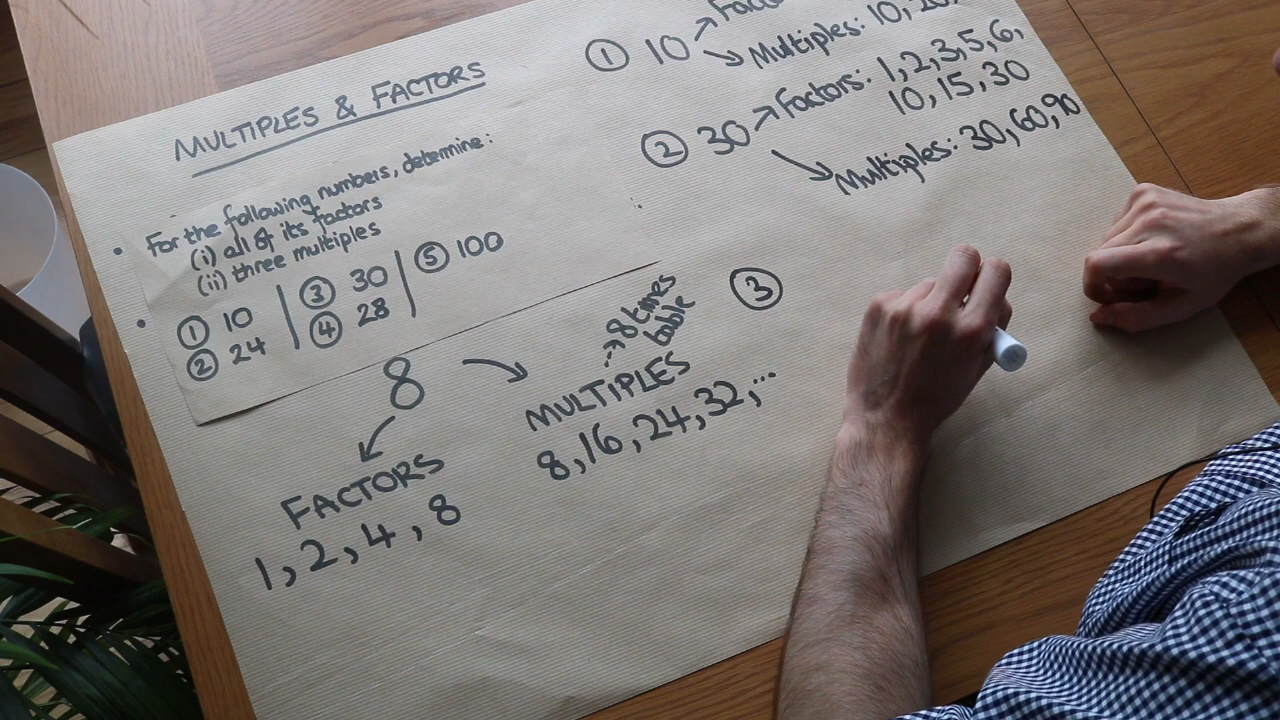 MULTIPLES & FACTORS
• For the following numbers, determine:
(i) all of its factors
(ii) three multiples
• ① 10 | ③ 30 | ⑤ 100
② 24 | ④ 28 |
8
FACTORS
1, 2, 4, 8
→ 8 times
table
MULTIPLES
8, 16, 24, 32, ...
① 10
Multiples: 10,
② 30 Factors: 1, 2, 3, 5, 6,
10, 15, 30
Multiples: 30, 60, 90
③